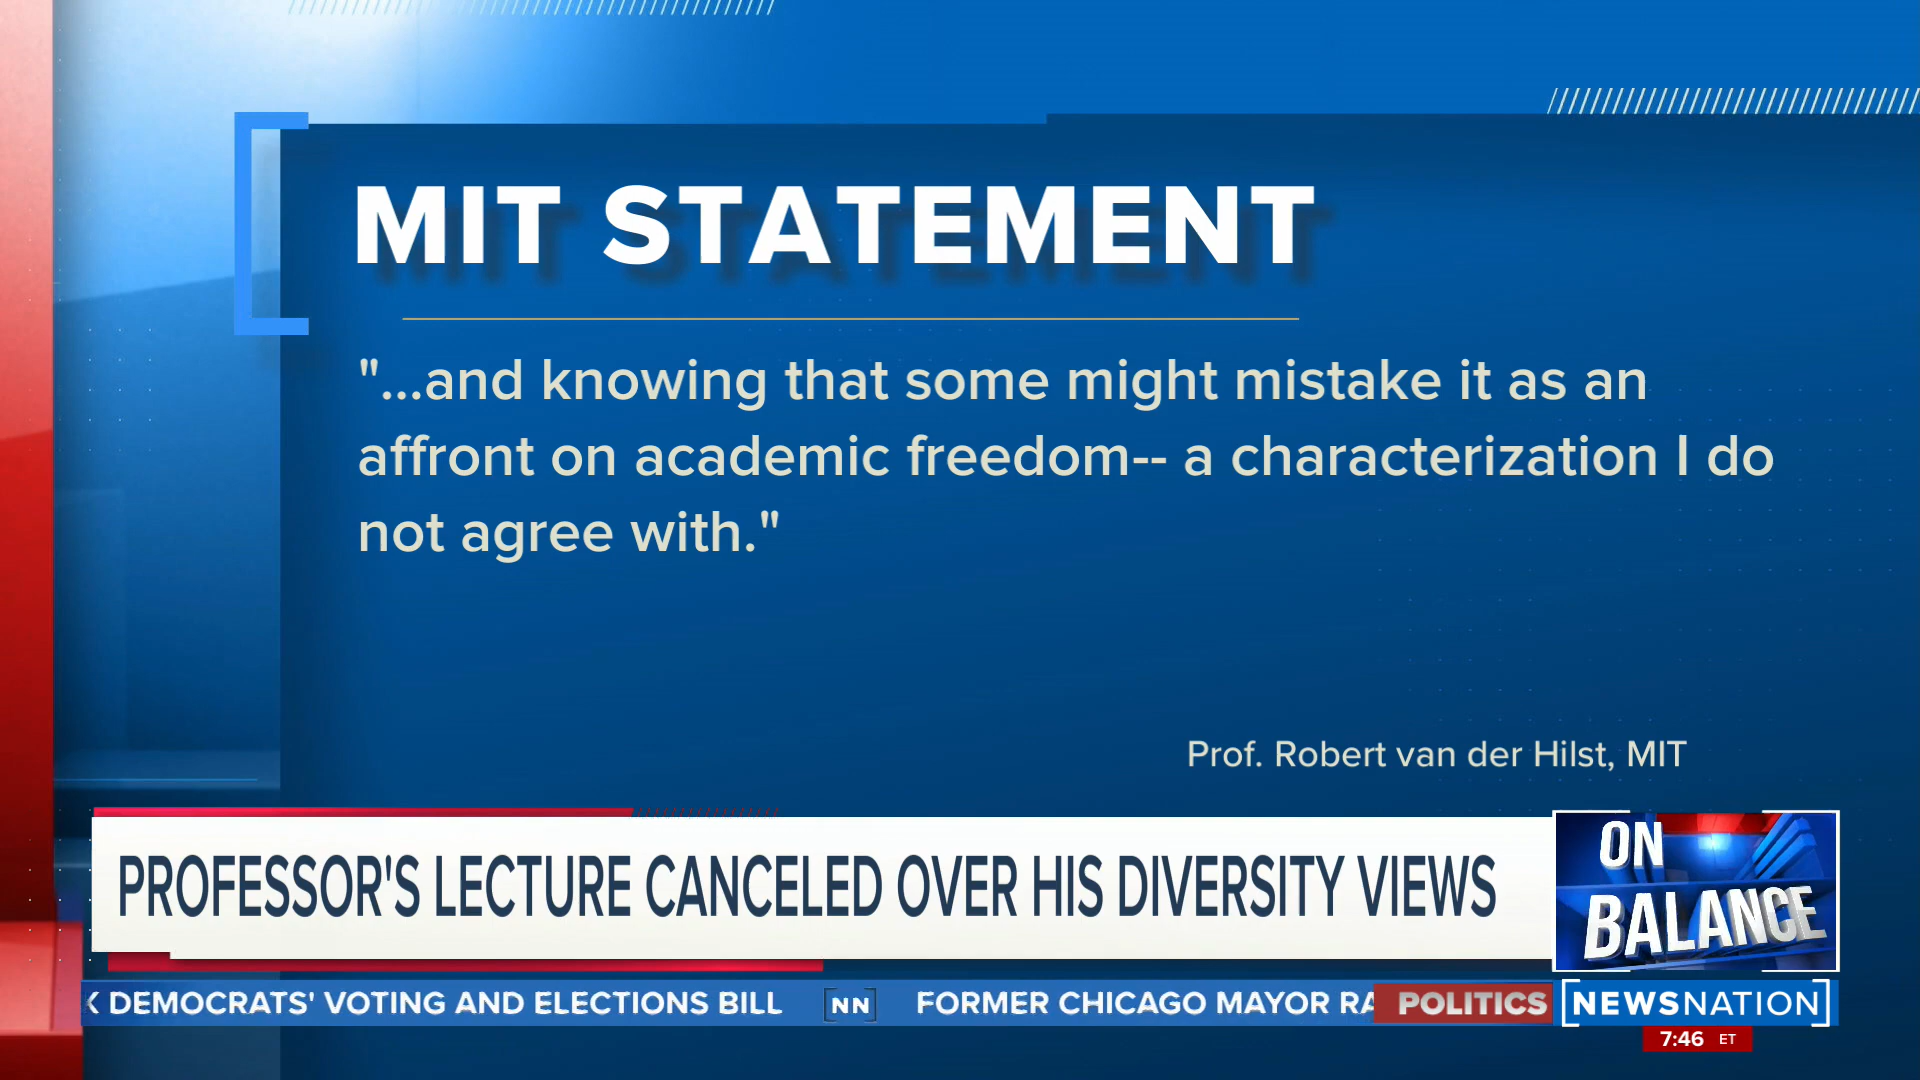 MIT STATEMENT
"...and knowing that some might mistake it as an
affront on academic freedom-- a characterization I do
not agree with."
Prof. Robert van der Hilst, MIT
PROFESSOR'S LECTURE CANCELED OVER HIS DIVERSITY VIEWS
ON
BALANCE
K DEMOCRATS' VOTING AND ELECTIONS BILL NN FORMER CHICAGO MAYOR RA POLITICS NEWSNATION
7:46 ET